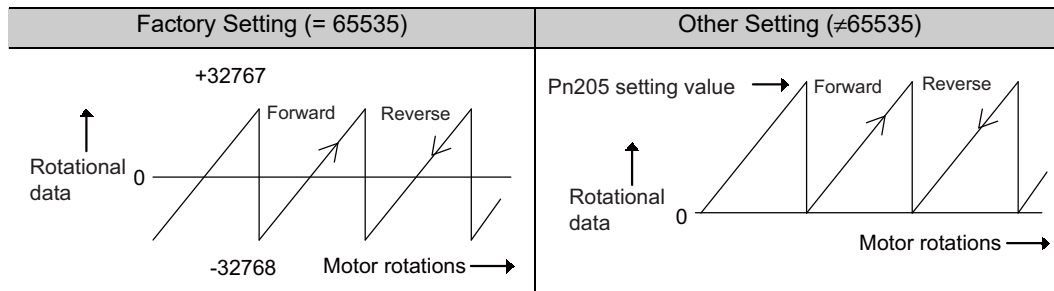 Factory Setting (= 65535)
+32767
Forward
Reverse
Rotational
data
0
-32768
Motor rotations
Other Setting (≠65535)
Pn205 setting value
Forward
Reverse
Rotational
data
0
Motor rotations